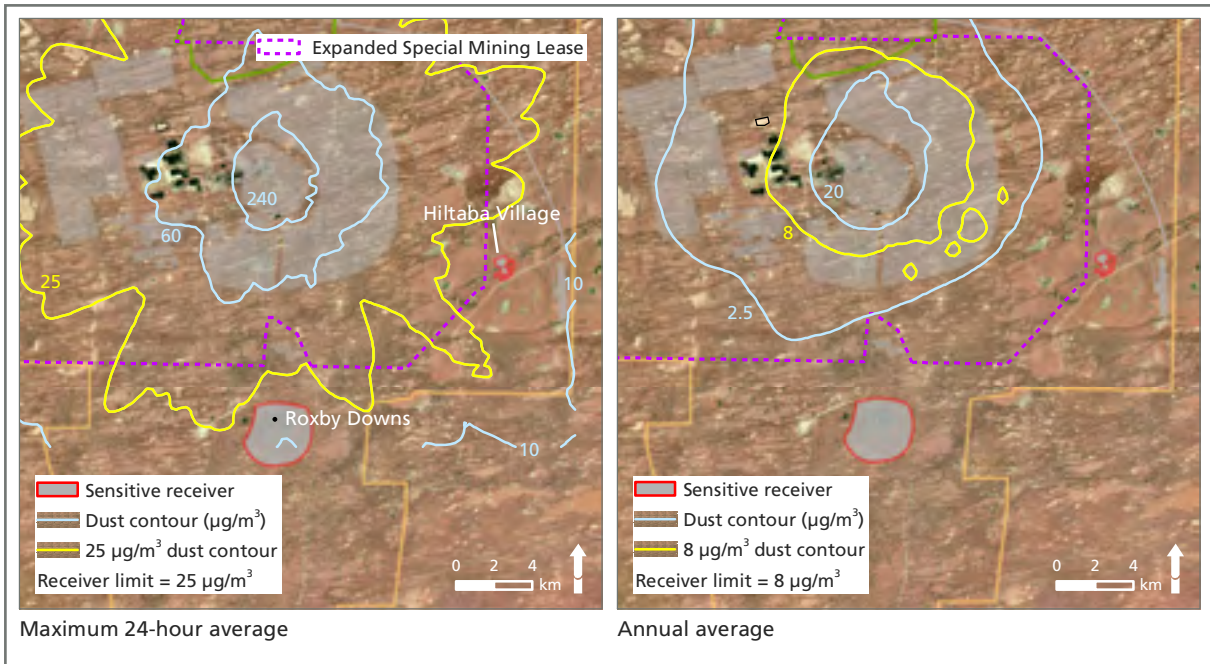 Expanded Special Mining Lease
240
60
Hiltaba Village
25
10
Roxby Downs
10
Sensitive receiver
Dust contour (µg/m³)
25 µg/m³ dust contour
Receiver limit = 25 µg/m³
0 2 4
km
Maximum 24-hour average
20
8
2.5
Sensitive receiver
Dust contour (µg/m³)
8 µg/m³ dust contour
Receiver limit = 8 µg/m³
0 2 4
km
Annual average